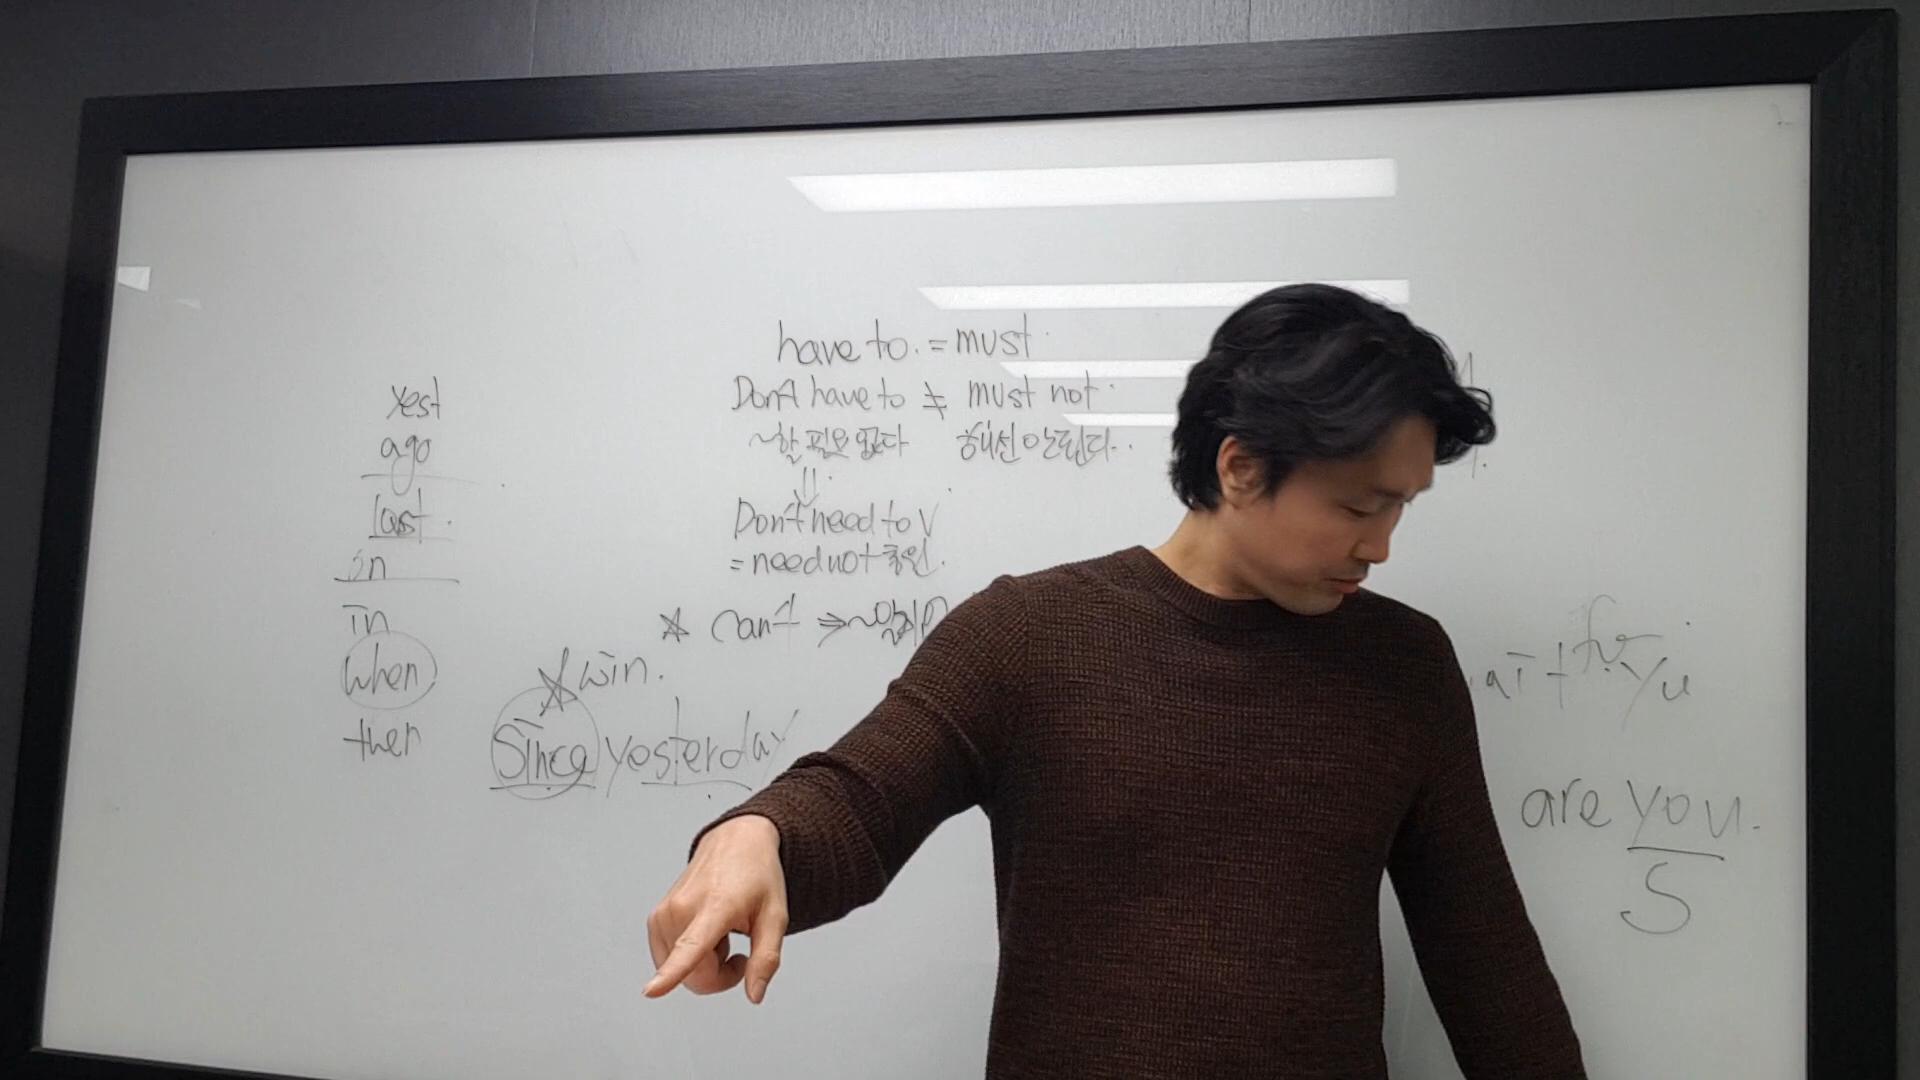 yest
ago
last
in
in
when
then
have to. = must
Don't have to ≠ must not
~할 필요 없다 해선 안된다..
Don't need to V
= need not 동원.
☆ can't ⇒
☆ win.
Since yesterday
are you.
S